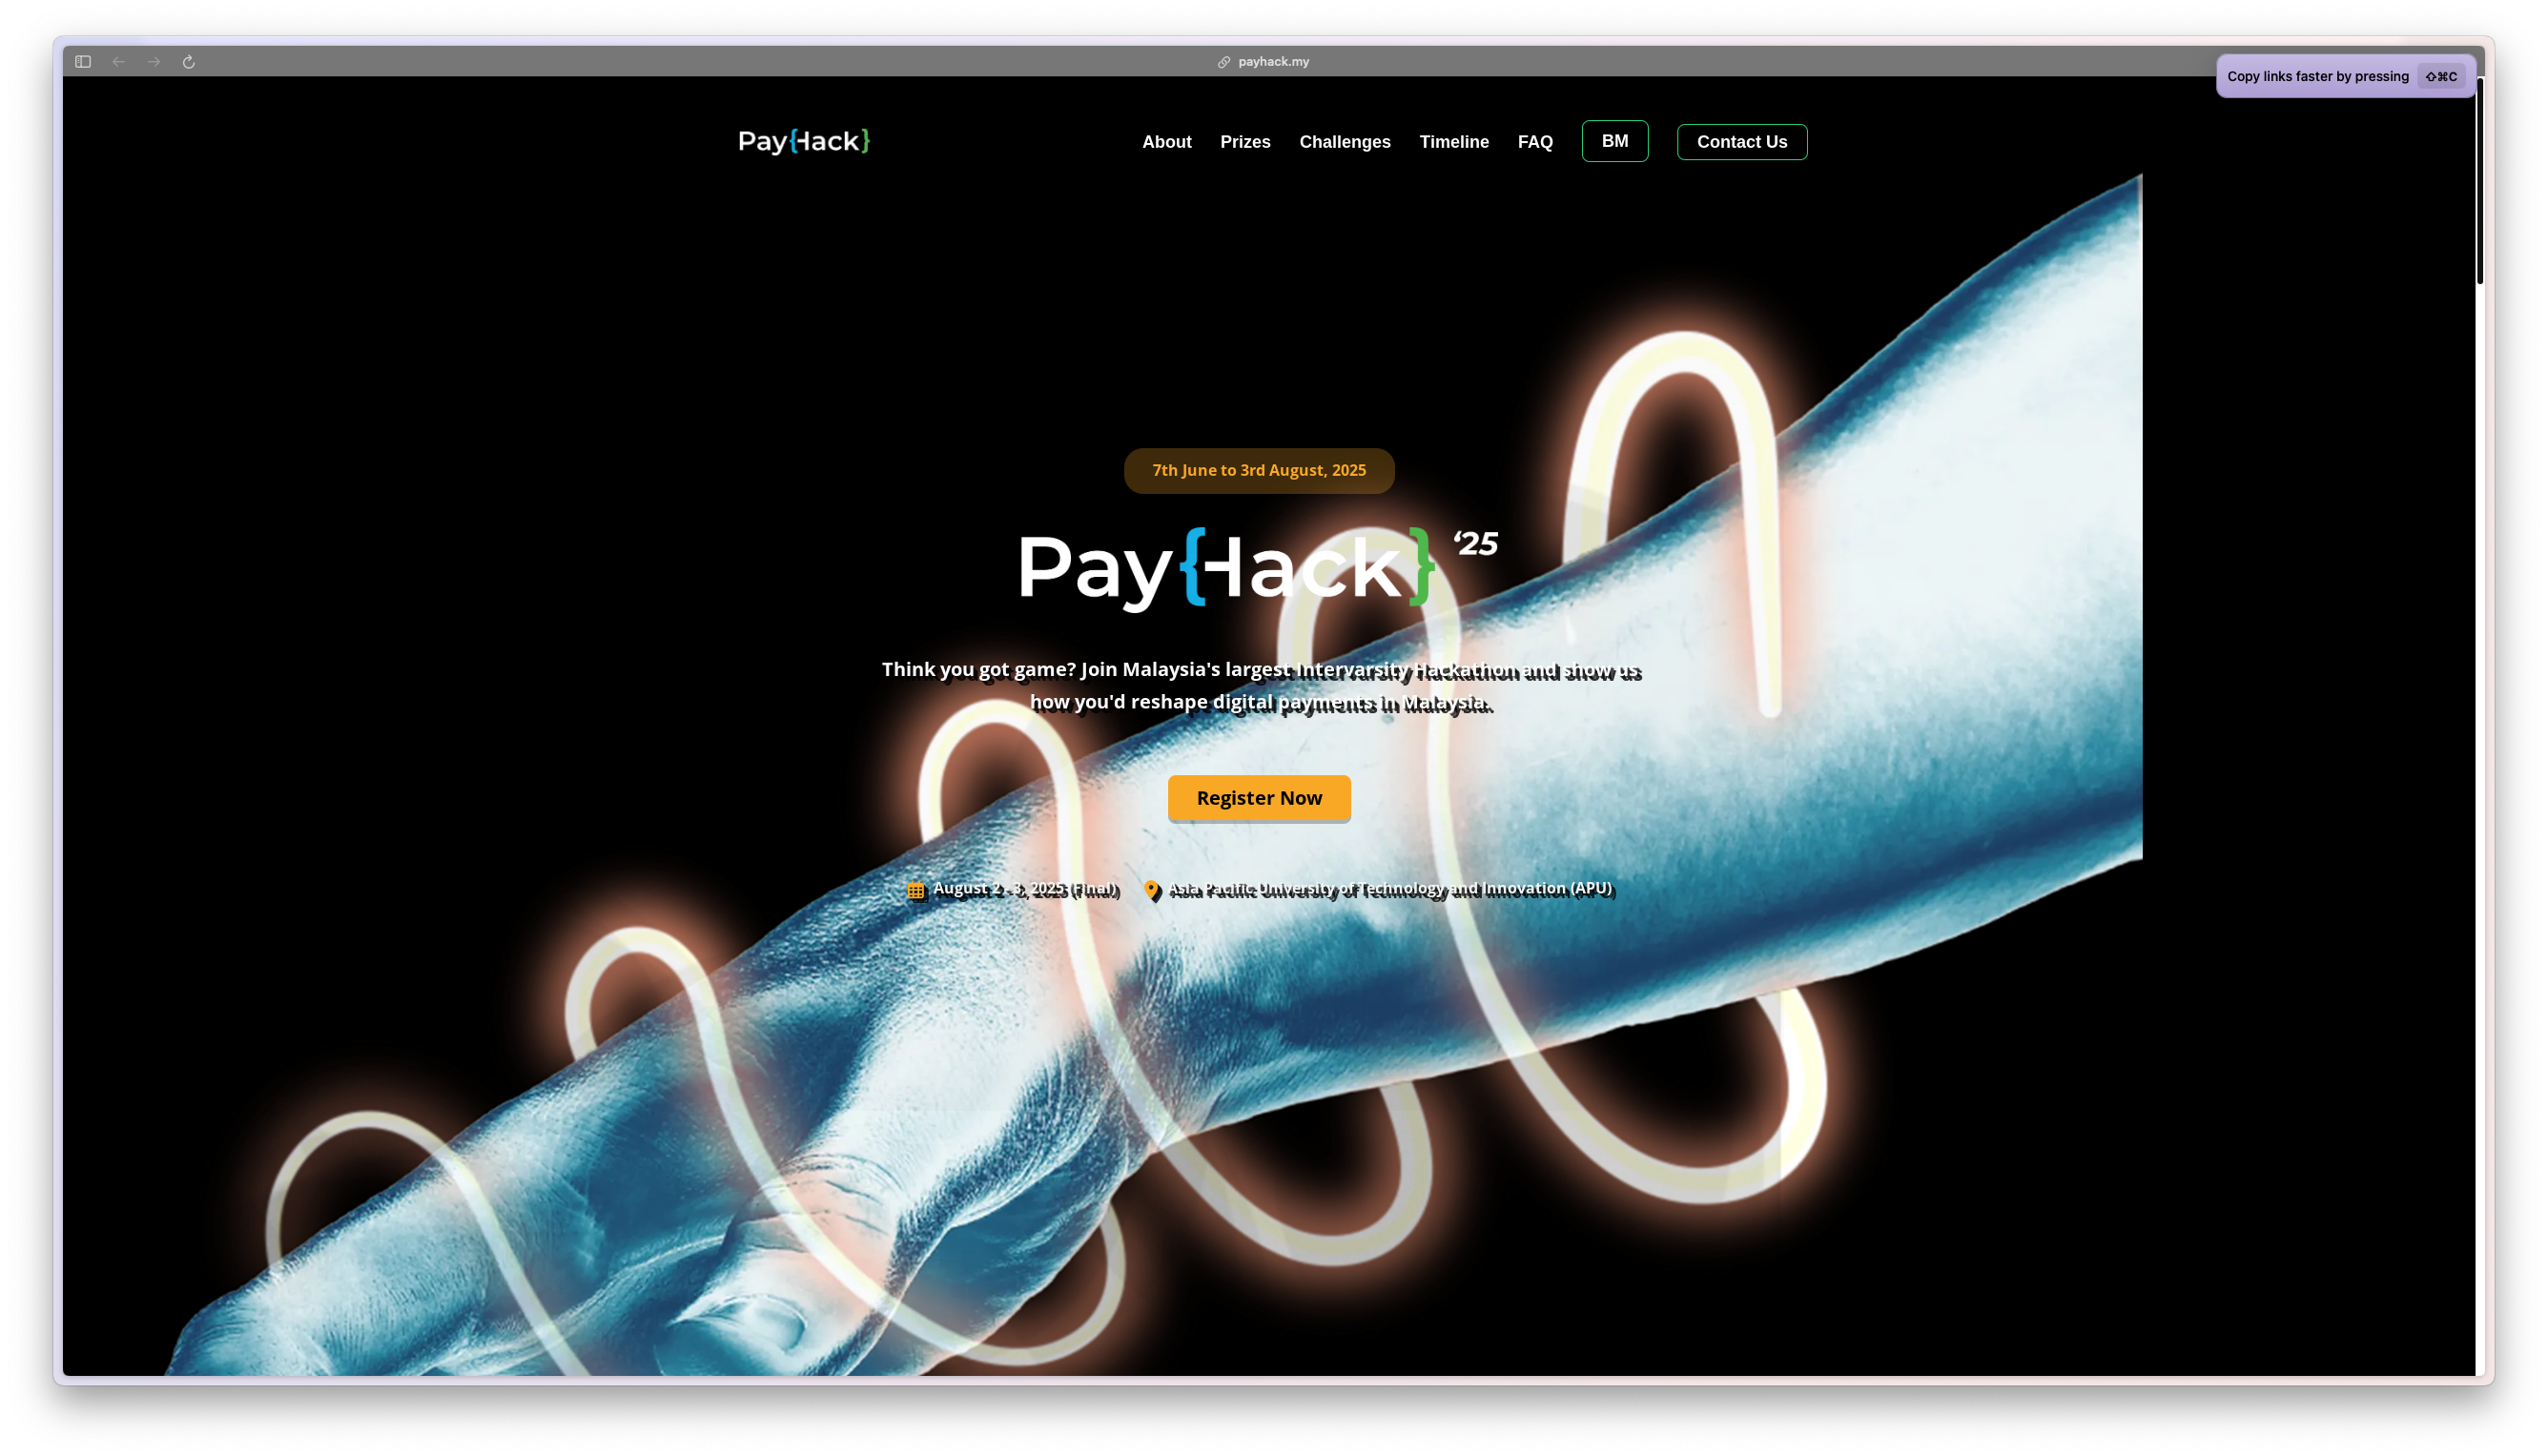 payhack.my
Copy links faster by pressing ⇧⌘C
Pay{Hack}
About Prizes Challenges Timeline FAQ BM Contact Us
7th June to 3rd August, 2025
Pay{Hack} ‘25
Think you got game? Join Malaysia's largest Intervarsity Hackathon and show us
how you'd reshape digital payments in Malaysia.
Register Now
August 2 - 3, 2025 (Final) Asia Pacific University of Technology and Innovation (APU)